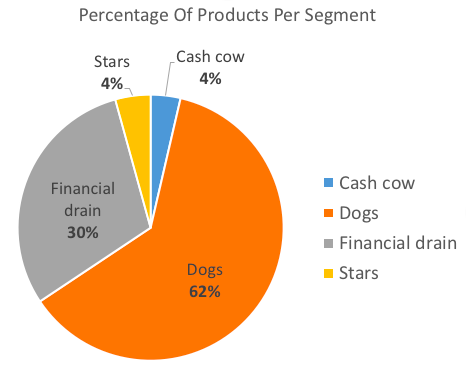 Percentage Of Products Per Segment
Stars
4%
Cash cow
4%
Financial
drain
30%
Dogs
62%
Cash cow
Dogs
Financial drain
Stars